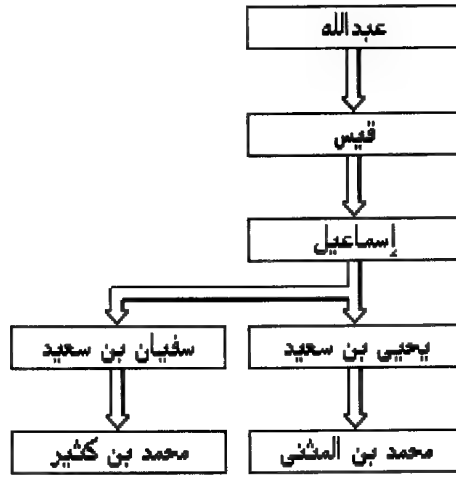 عبدالله
قيس
إسماعيل
يحيى بن سعيد
سفيان بن سعيد
محمد بن المثنى
محمد بن كثير